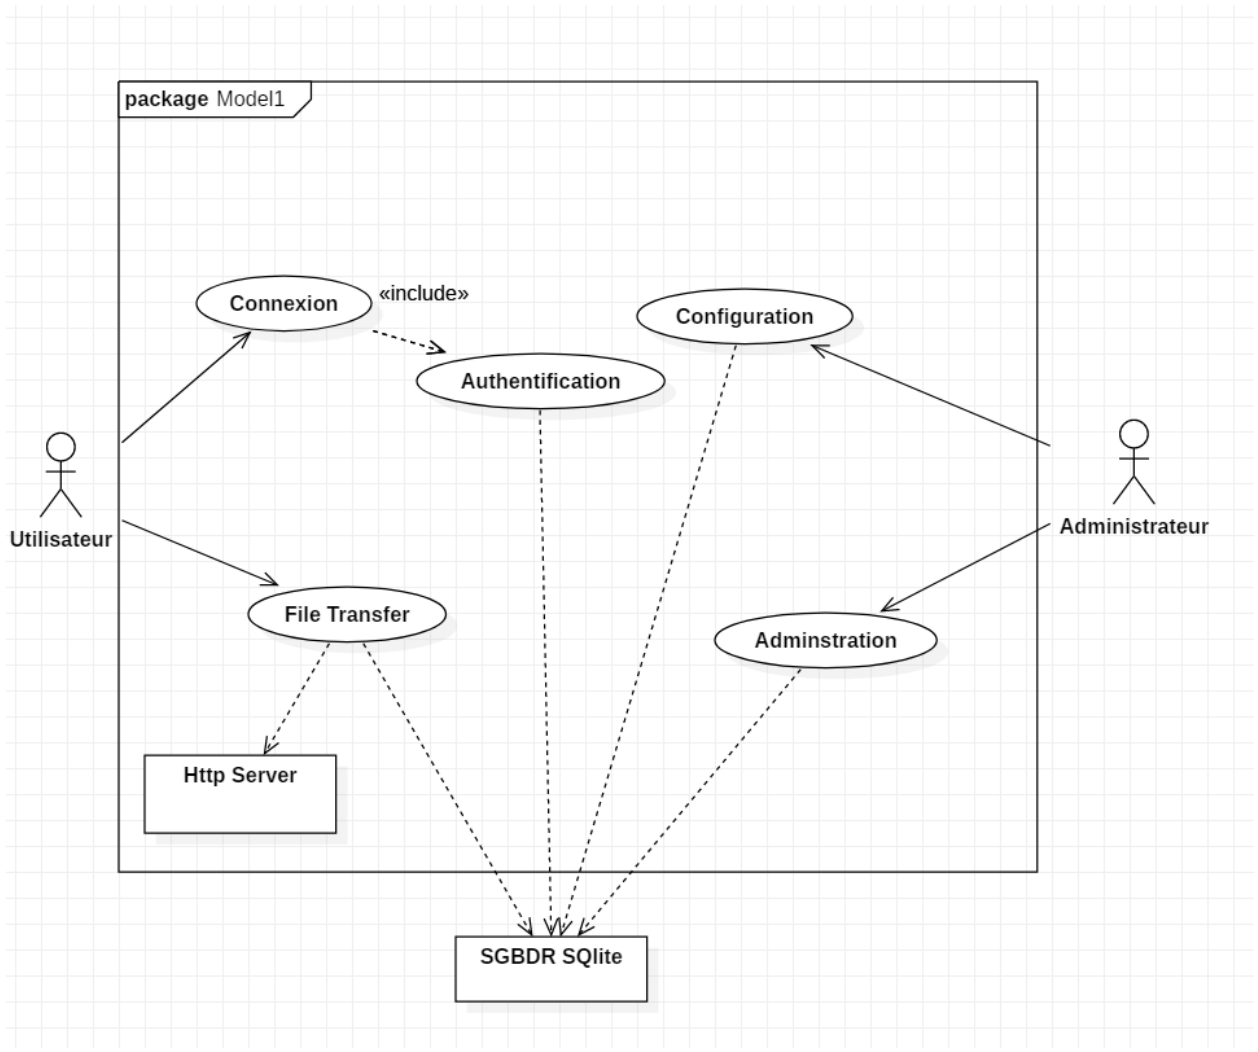 package Model1
Connexion
«include»
Configuration
Authentification
Utilisateur
Administrateur
File Transfer
Adminstration
Http Server
SGBDR SQlite